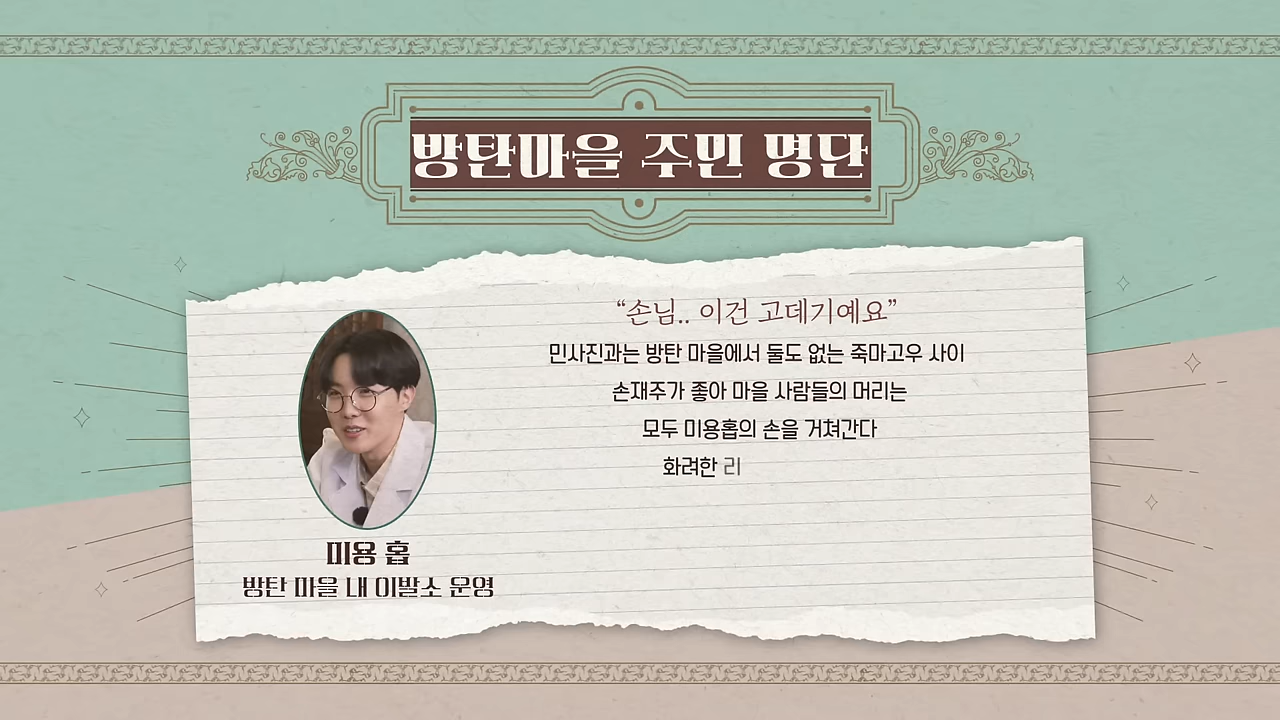 방탄마을 주민 명단
“손님.. 이건 고데기예요”
민사진과는 방탄 마을에서 둘도 없는 죽마고우 사이
손재주가 좋아 마을 사람들의 머리는
모두 미용홉의 손을 거쳐간다
화려한 리
미용 홉
방탄 마을 내 이발소 운영